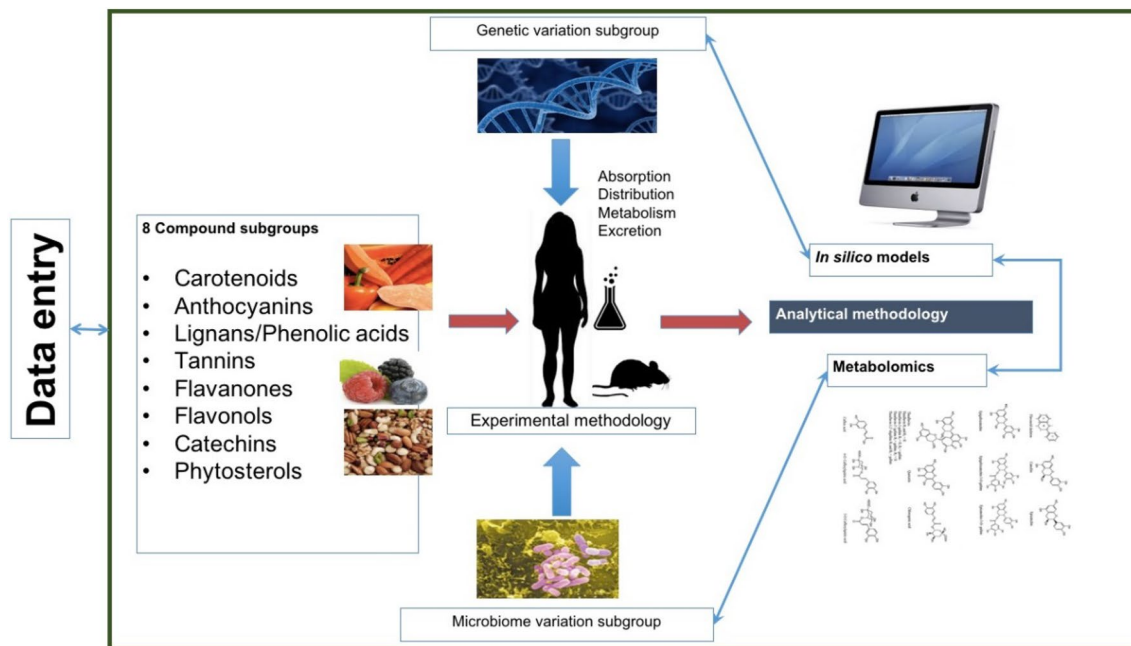 Genetic variation subgroup
Absorption
Distribution
Metabolism
Excretion
Data entry
8 Compound subgroups
• Carotenoids
• Anthocyanins
• Lignans/Phenolic acids
• Tannins
• Flavanones
• Flavonols
• Catechins
• Phytosterols
Experimental methodology
In silico models
Analytical methodology
Metabolomics
Microbiome variation subgroup